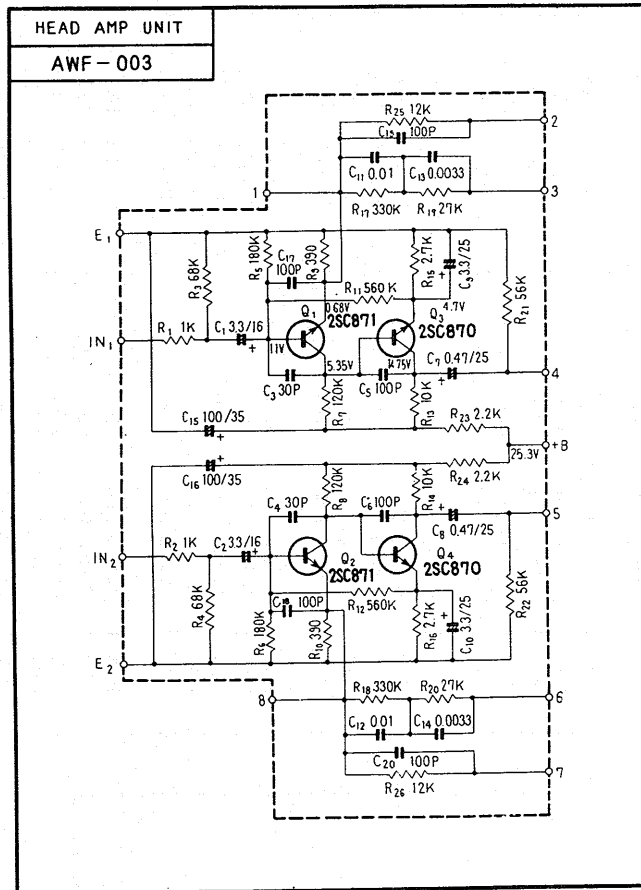 HEAD AMP UNIT
AWF-003
R25 12K
C19 100P
2
C11 0.01
C13 0.0033
1
3
R17 330K
R19 27K
E1
R3 68K
R5 180K
C17 100P
R9 390
R15 2.7K
C9 33/25
R11 560K
R21 56K
Q1
0.68V
2SC871
Q3
4.7V
2SC870
R1 1K
C1 33/16
+
IN1
1.1V
5.35V
14.75V
C7 0.47/25
+
4
C3 30P
C5 100P
R7 120K
R13 10K
R23 2.2K
C15 100/35
+
+B
25.3V
C16 100/35
+
R24 2.2K
R8 120K
R14 10K
C4 30P
C6 100P
+
5
C8 0.47/25
R2 1K
C2 33/16
+
IN2
Q2
2SC871
Q4
2SC870
R4 68K
C18 100P
R12 560K
R6 180K
R10 390
R16 2.7K
+
C10 33/25
R22 56K
E2
R18 330K
R20 27K
8
6
C12 0.01
C14 0.0033
C20 100P
7
R26 12K